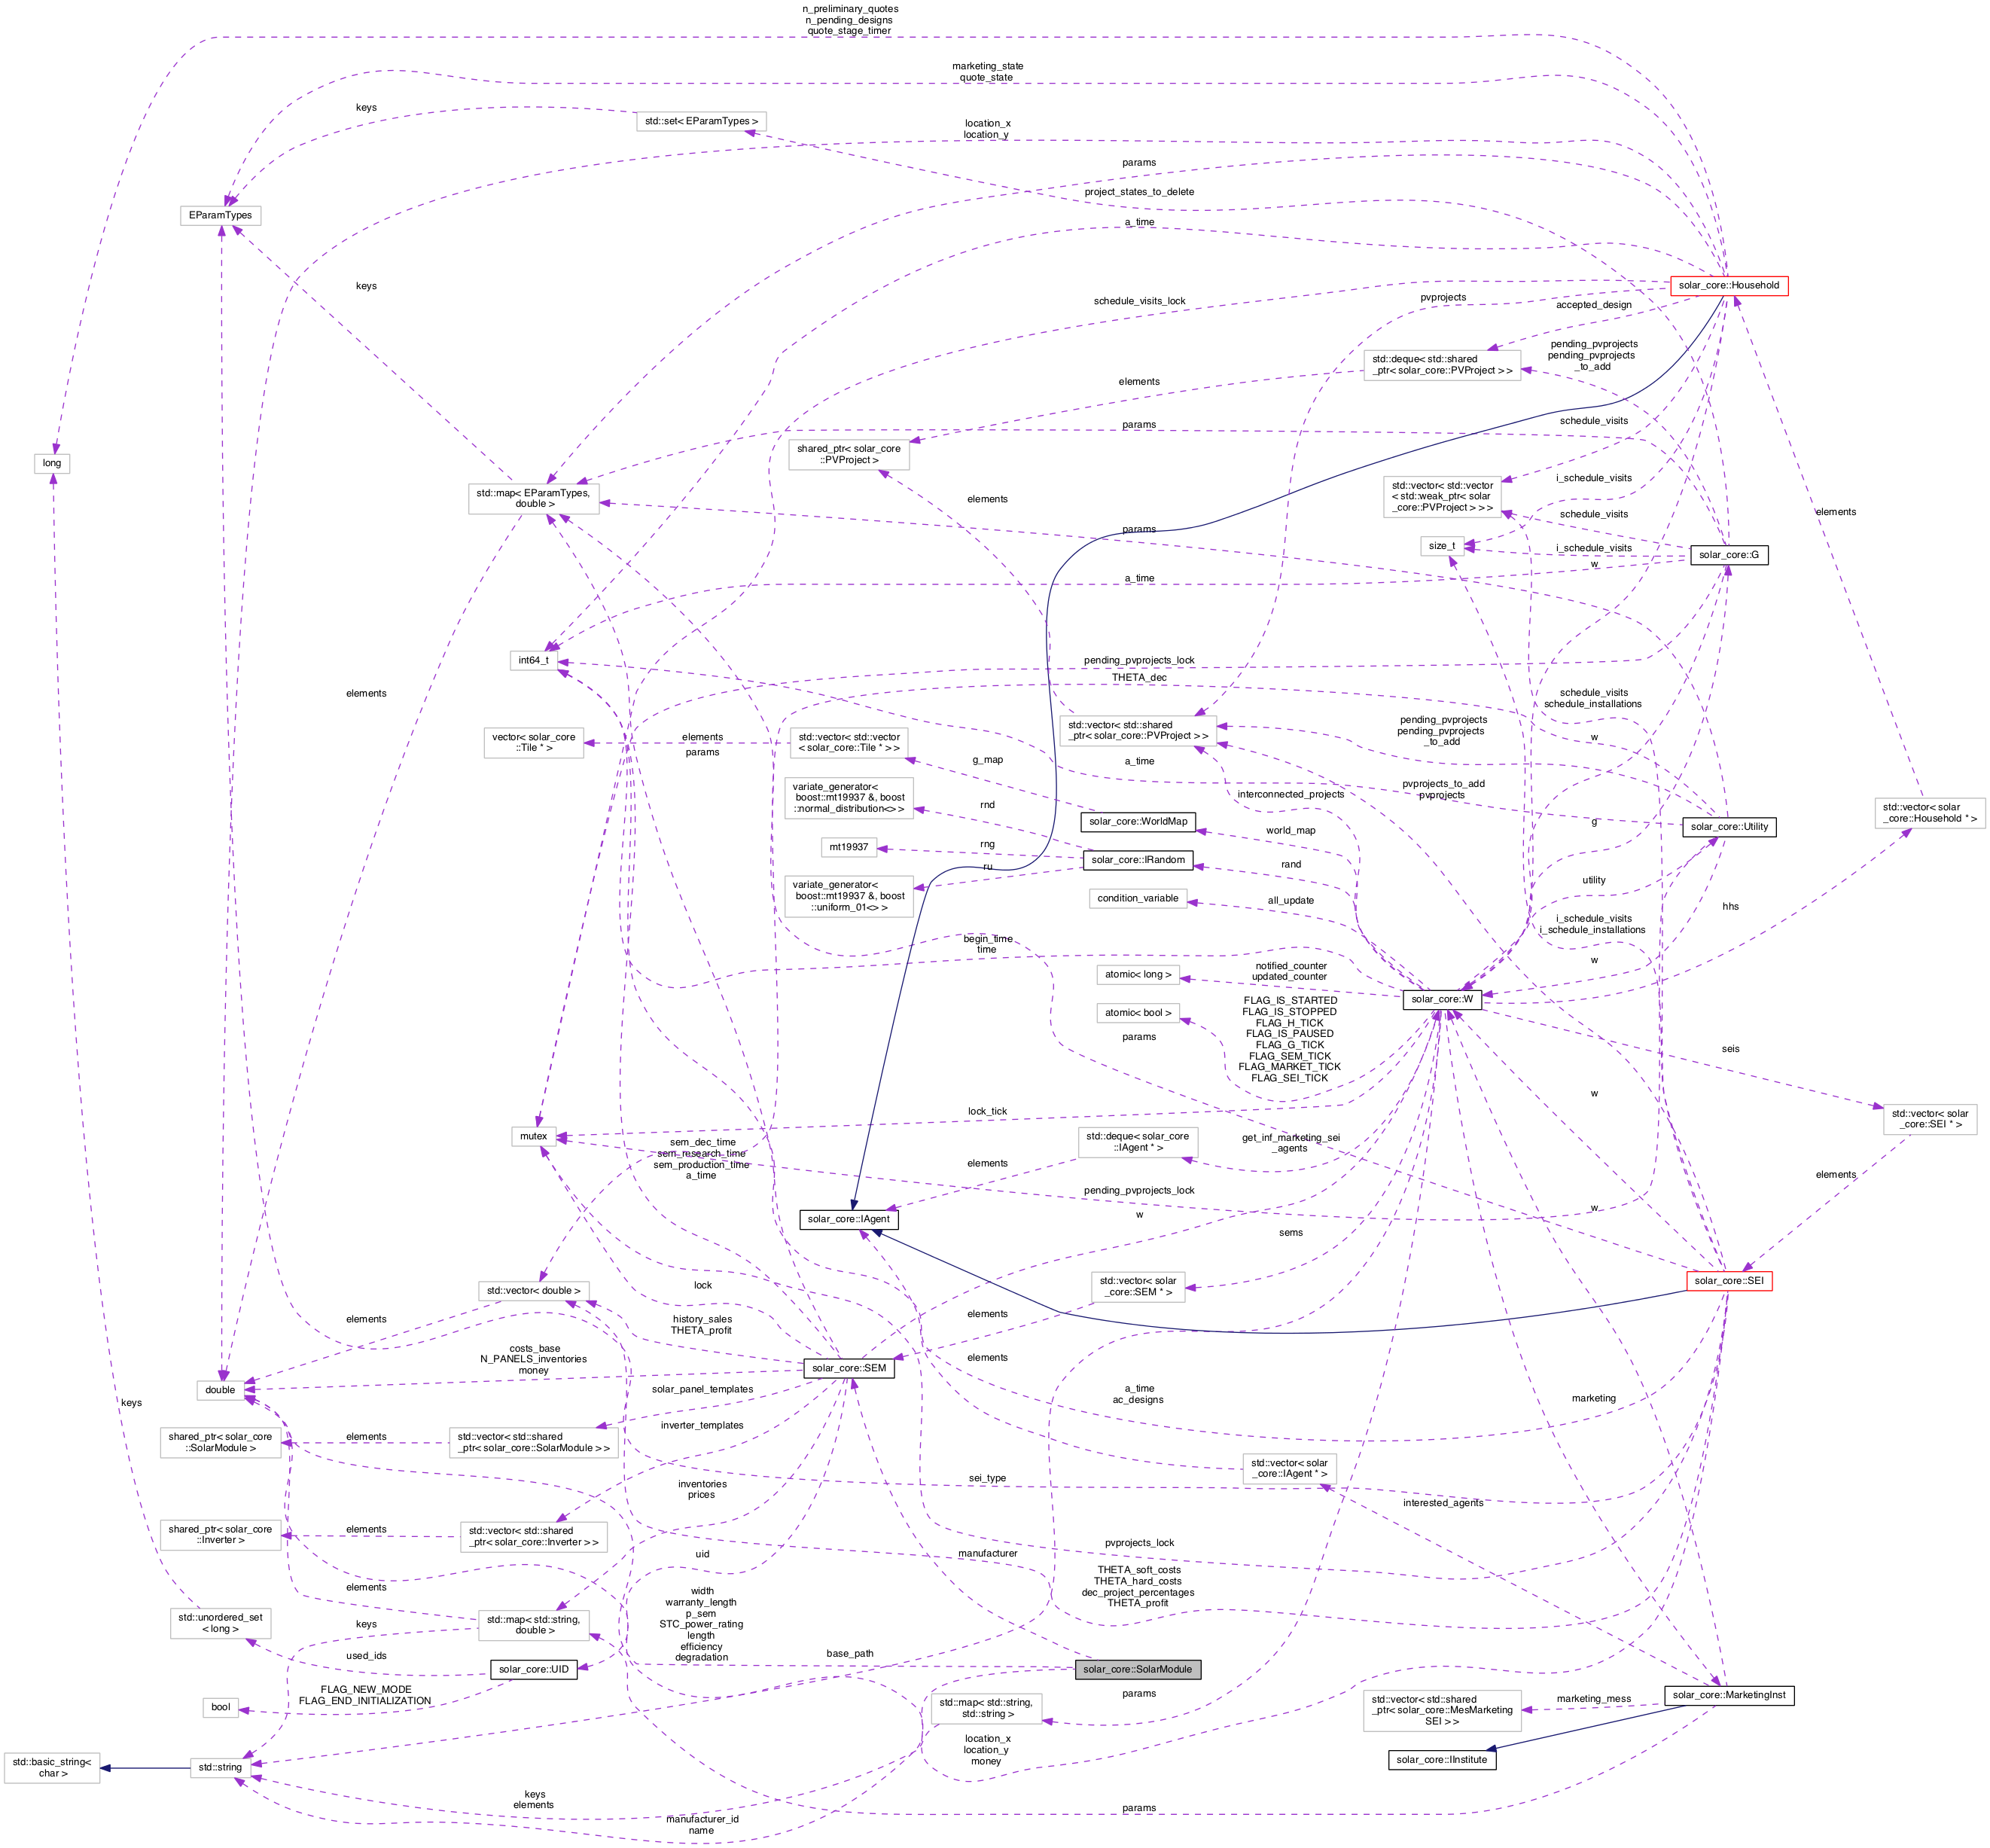 n_preliminary_quotes
n_pending_designs
quote_stage_timer
marketing_state
quote_state
keys
std::set< EParamTypes >
location_x
location_y
params
project_states_to_delete
EParamTypes
a_time
keys
solar_core::Household
schedule_visits_lock
pvprojects
accepted_design
pending_pvprojects
pending_pvprojects
_to_add
std::deque< std::shared
_ptr< solar_core::PVProject > >
elements
params
schedule_visits
shared_ptr< solar_core
::PVProject >
long
std::map< EParamTypes,
double >
elements
std::vector< std::vector
< std::weak_ptr< solar
_core::PVProject > > >
i_schedule_visits
schedule_visits
elements
params
size_t
i_schedule_visits
solar_core::G
w
a_time
int64_t
pending_pvprojects_lock
THETA_dec
elements
schedule_visits
schedule_installations
std::vector< std::shared
_ptr< solar_core::PVProject > >
pending_pvprojects
pending_pvprojects
_to_add
w
vector< solar_core
::Tile * >
elements
params
std::vector< std::vector
< solar_core::Tile * > >
g_map
a_time
pvprojects_to_add
pvprojects
variate_generator<
boost::mt19937 &, boost
::normal_distribution<> >
rnd
interconnected_projects
std::vector< solar
_core::Household * >
solar_core::WorldMap
world_map
g
solar_core::Utility
mt19937
rng
solar_core::IRandom
rand
ru
variate_generator<
boost::mt19937 &, boost
::uniform_01<> >
utility
condition_variable
all_update
hhs
i_schedule_visits
i_schedule_installations
begin_time
time
w
atomic< long >
notified_counter
updated_counter
solar_core::W
atomic< bool >
FLAG_IS_STARTED
FLAG_IS_STOPPED
FLAG_H_TICK
FLAG_IS_PAUSED
FLAG_G_TICK
FLAG_SEM_TICK
FLAG_MARKET_TICK
FLAG_SEI_TICK
params
seis
w
lock_tick
std::vector< solar
_core::SEI * >
mutex
sem_dec_time
sem_research_time
sem_production_time
a_time
std::deque< solar_core
::IAgent * >
get_inf_marketing_sei
_agents
elements
elements
pending_pvprojects_lock
w
w
solar_core::IAgent
sems
std::vector< double >
lock
std::vector< solar
_core::SEM * >
solar_core::SEI
elements
history_sales
THETA_profit
elements
costs_base
N_PANELS_inventories
money
solar_core::SEM
elements
double
solar_panel_templates
a_time
ac_designs
marketing
keys
shared_ptr< solar_core
::SolarModule >
elements
std::vector< std::shared
_ptr< solar_core::SolarModule > >
inverter_templates
std::vector< solar
_core::IAgent * >
inventories
prices
sei_type
interested_agents
shared_ptr< solar_core
::Inverter >
elements
std::vector< std::shared
_ptr< solar_core::Inverter > >
uid
manufacturer
pvprojects_lock
THETA_soft_costs
THETA_hard_costs
dec_project_percentages
THETA_profit
elements
width
warranty_length
p_sem
STC_power_rating
length
efficiency
degradation
std::unordered_set
< long >
keys
std::map< std::string,
double >
used_ids
solar_core::UID
base_path
solar_core::SolarModule
bool
FLAG_NEW_MODE
FLAG_END_INITIALIZATION
std::map< std::string,
std::string >
params
std::vector< std::shared
_ptr< solar_core::MesMarketing
SEI > >
marketing_mess
solar_core::MarketingInst
location_x
location_y
money
solar_core::IInstitute
std::basic_string<
char >
std::string
keys
elements
params
manufacturer_id
name